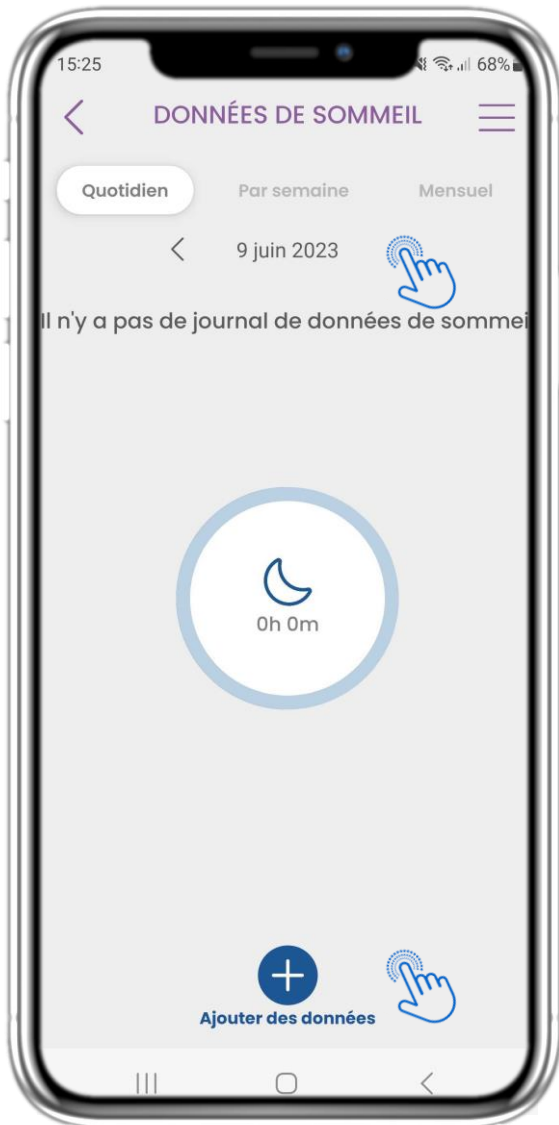 15:25 68%
DONNÉES DE SOMMEIL
Quotidien Par semaine Mensuel
9 juin 2023
Il n'y a pas de journal de données de sommei
0h 0m
Ajouter des données